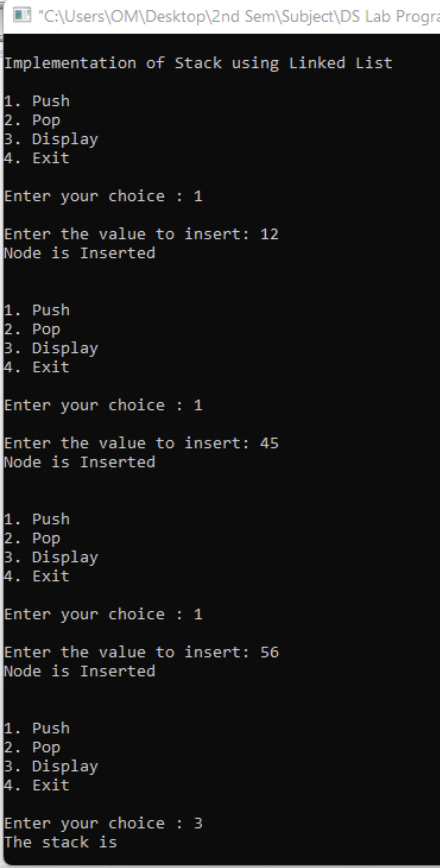 "C:\Users\OM\Desktop\2nd Sem\Subject\DS Lab Progra
Implementation of Stack using Linked List
1. Push
2. Pop
3. Display
4. Exit
Enter your choice : 1
Enter the value to insert: 12
Node is Inserted
1. Push
2. Pop
3. Display
4. Exit
Enter your choice : 1
Enter the value to insert: 45
Node is Inserted
1. Push
2. Pop
3. Display
4. Exit
Enter your choice : 1
Enter the value to insert: 56
Node is Inserted
1. Push
2. Pop
3. Display
4. Exit
Enter your choice : 3
The stack is